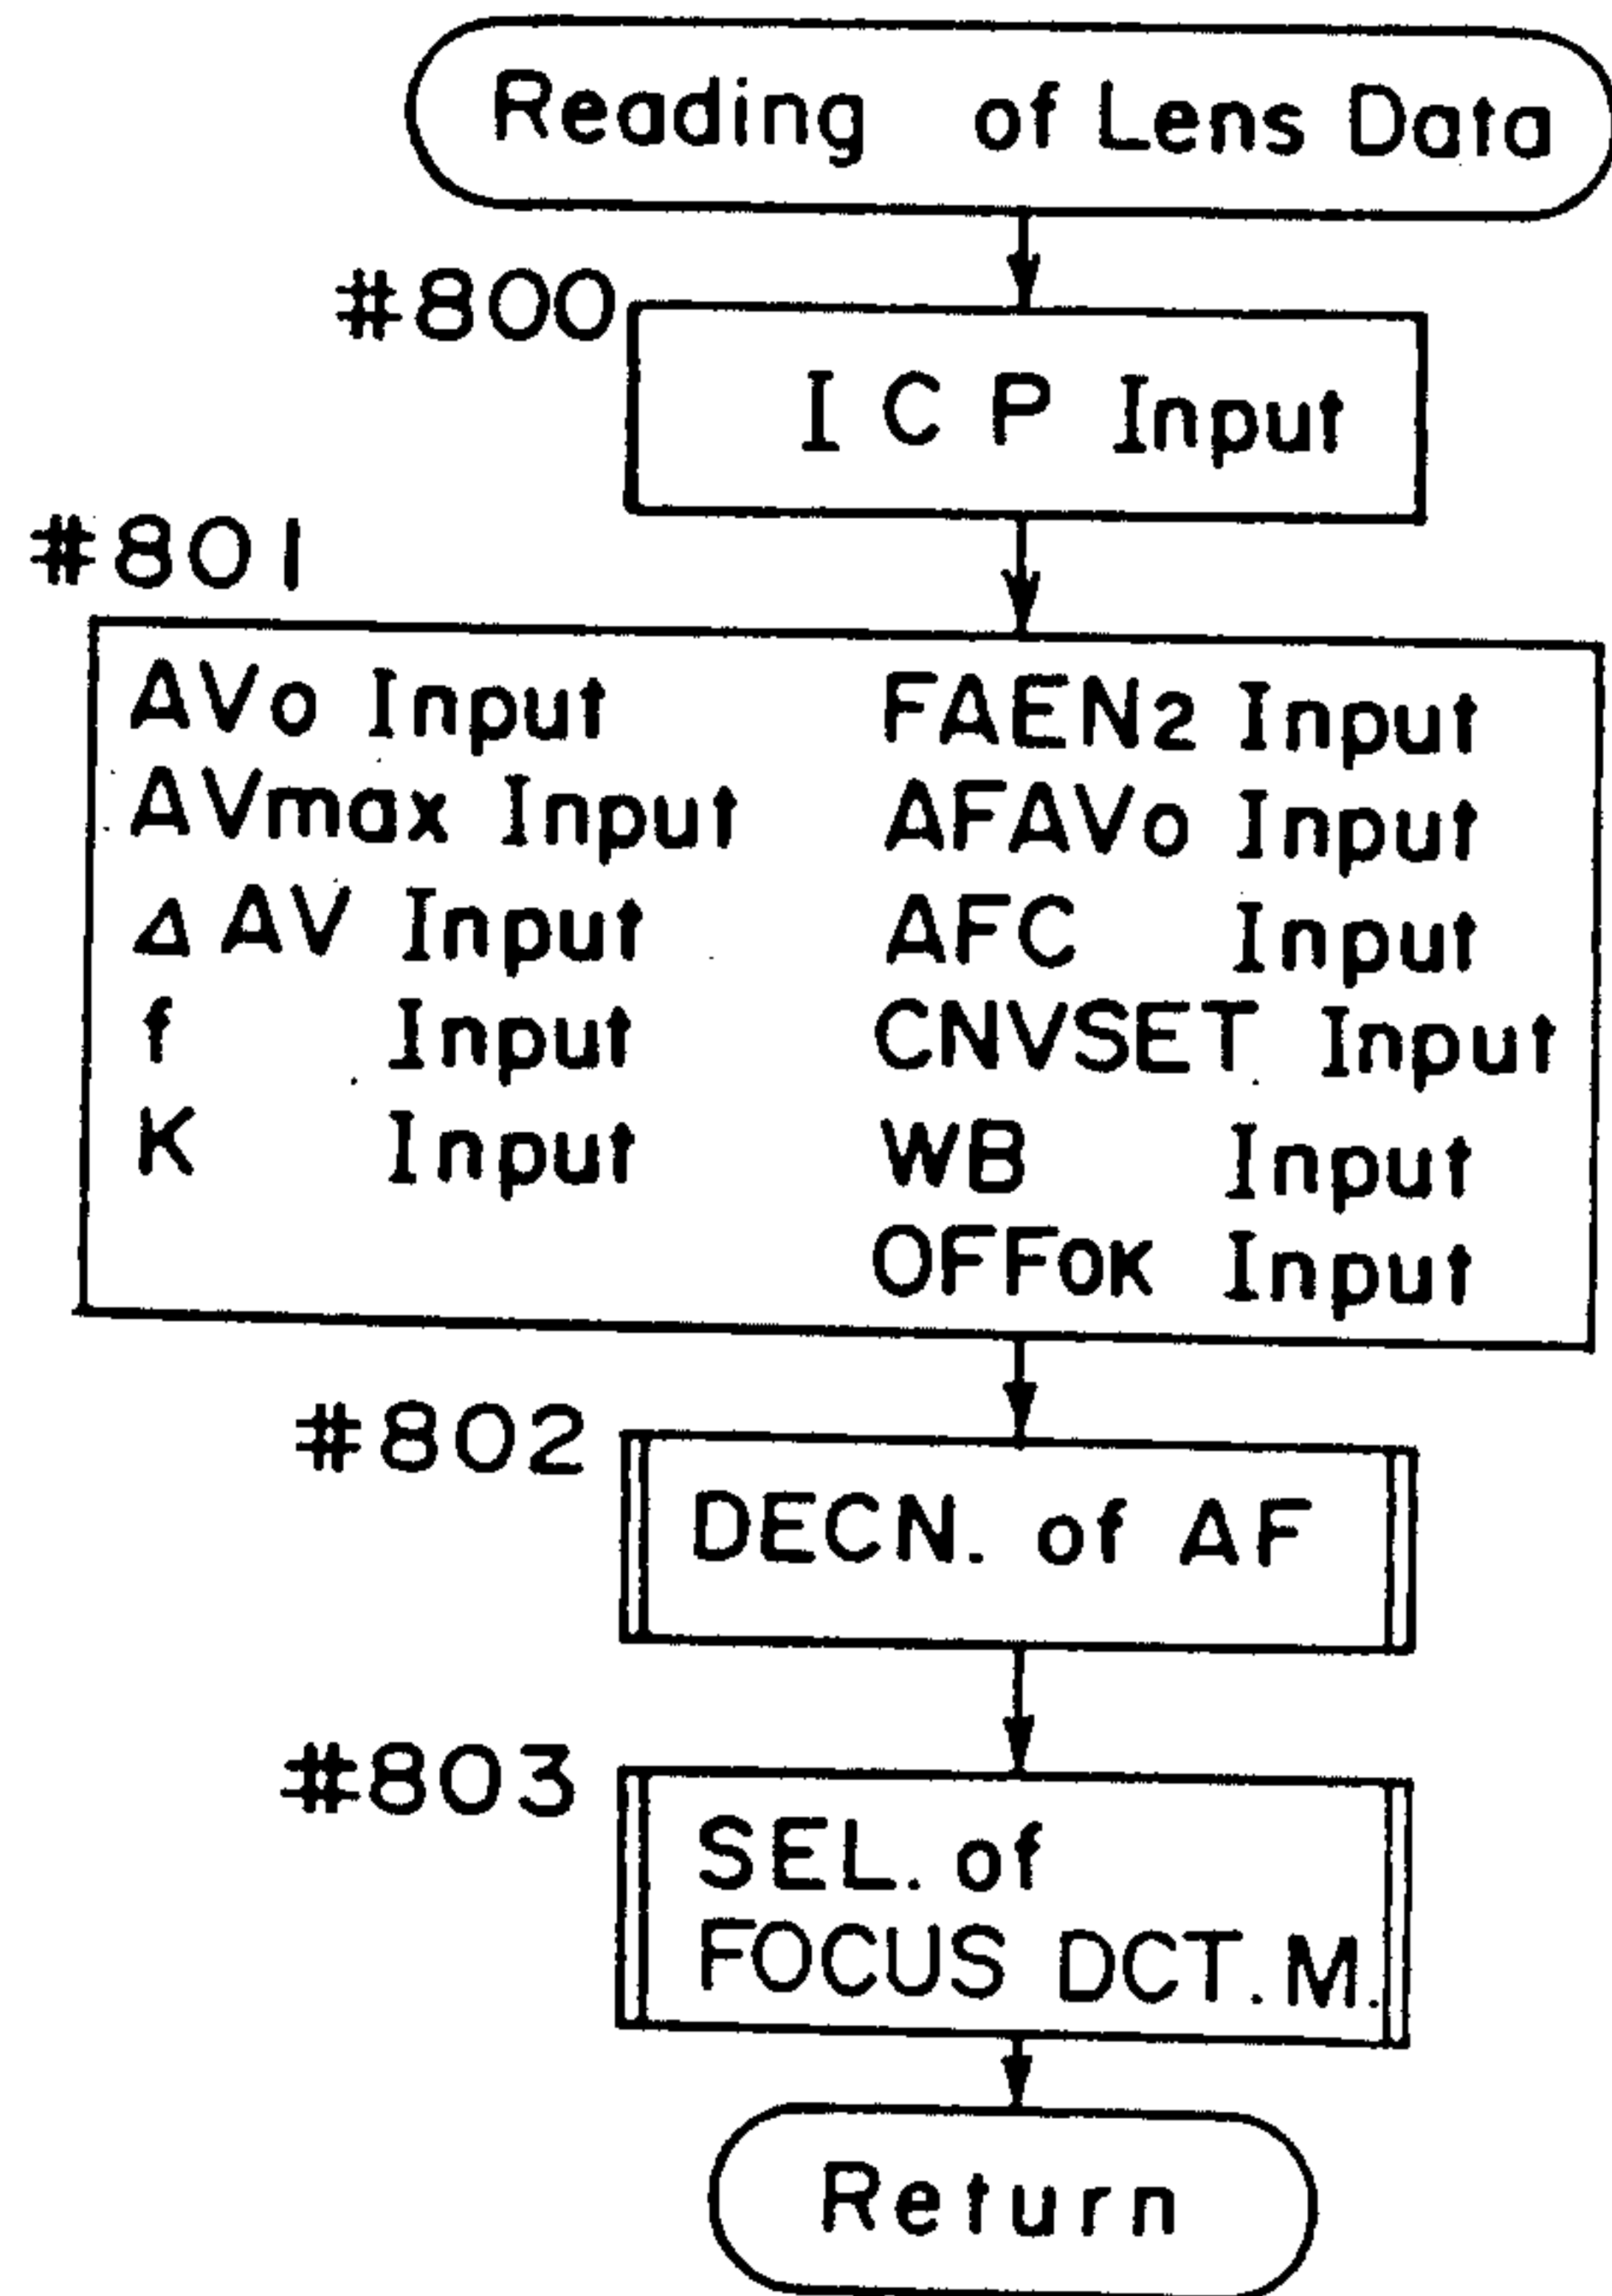 Reading of Lens Data
#800
ICP Input
#801
AVo Input
AVmax Input
ΔAV Input
f Input
K Input
FAEN2 Input
AFAVo Input
AFC Input
CNVSET Input
WB Input
OFFOK Input
#802
DECN. of AF
#803
SEL. of
FOCUS DCT. M.
Return